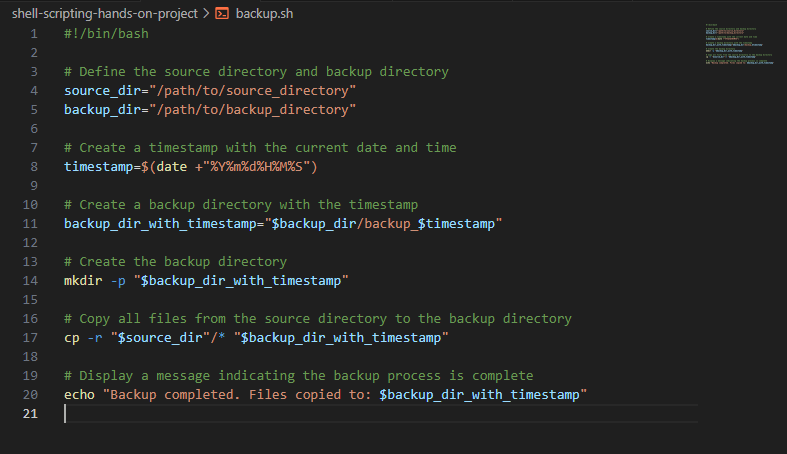 shell-scripting-hands-on-project > backup.sh
1 #!/bin/bash
2
3 # Define the source directory and backup directory
4 source_dir="/path/to/source_directory"
5 backup_dir="/path/to/backup_directory"
6
7 # Create a timestamp with the current date and time
8 timestamp=$(date +"%Y%m%d%H%M%S")
9
10 # Create a backup directory with the timestamp
11 backup_dir_with_timestamp="$backup_dir/backup_$timestamp"
12
13 # Create the backup directory
14 mkdir -p "$backup_dir_with_timestamp"
15
16 # Copy all files from the source directory to the backup directory
17 cp -r "$source_dir"/* "$backup_dir_with_timestamp"
18
19 # Display a message indicating the backup process is complete
20 echo "Backup completed. Files copied to: $backup_dir_with_timestamp"
21